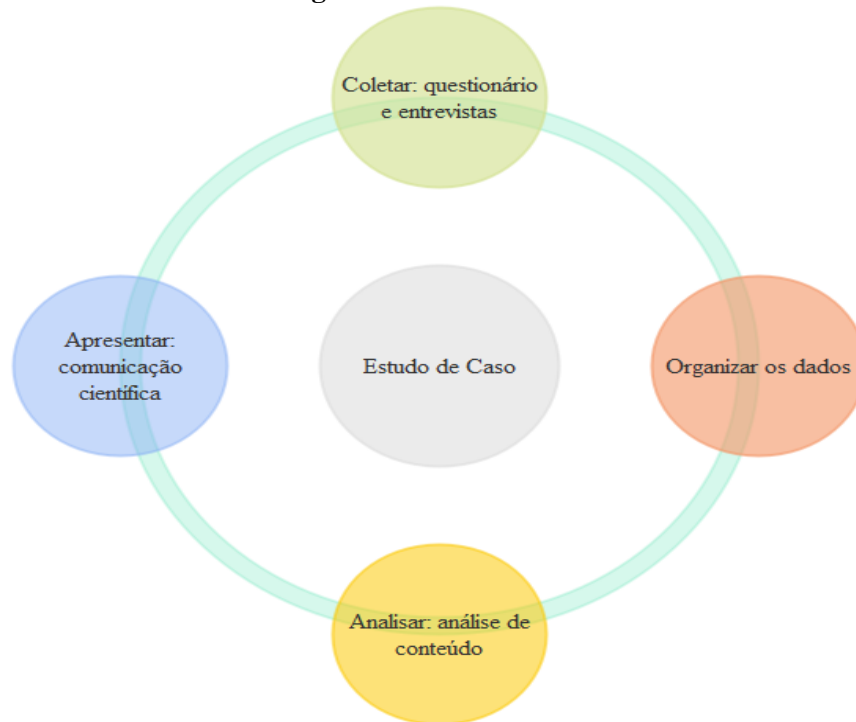 Coletar: questionário
e entrevistas
Apresentar:
comunicação
científica
Estudo de Caso
Organizar os dados
Analisar: análise de
conteúdo